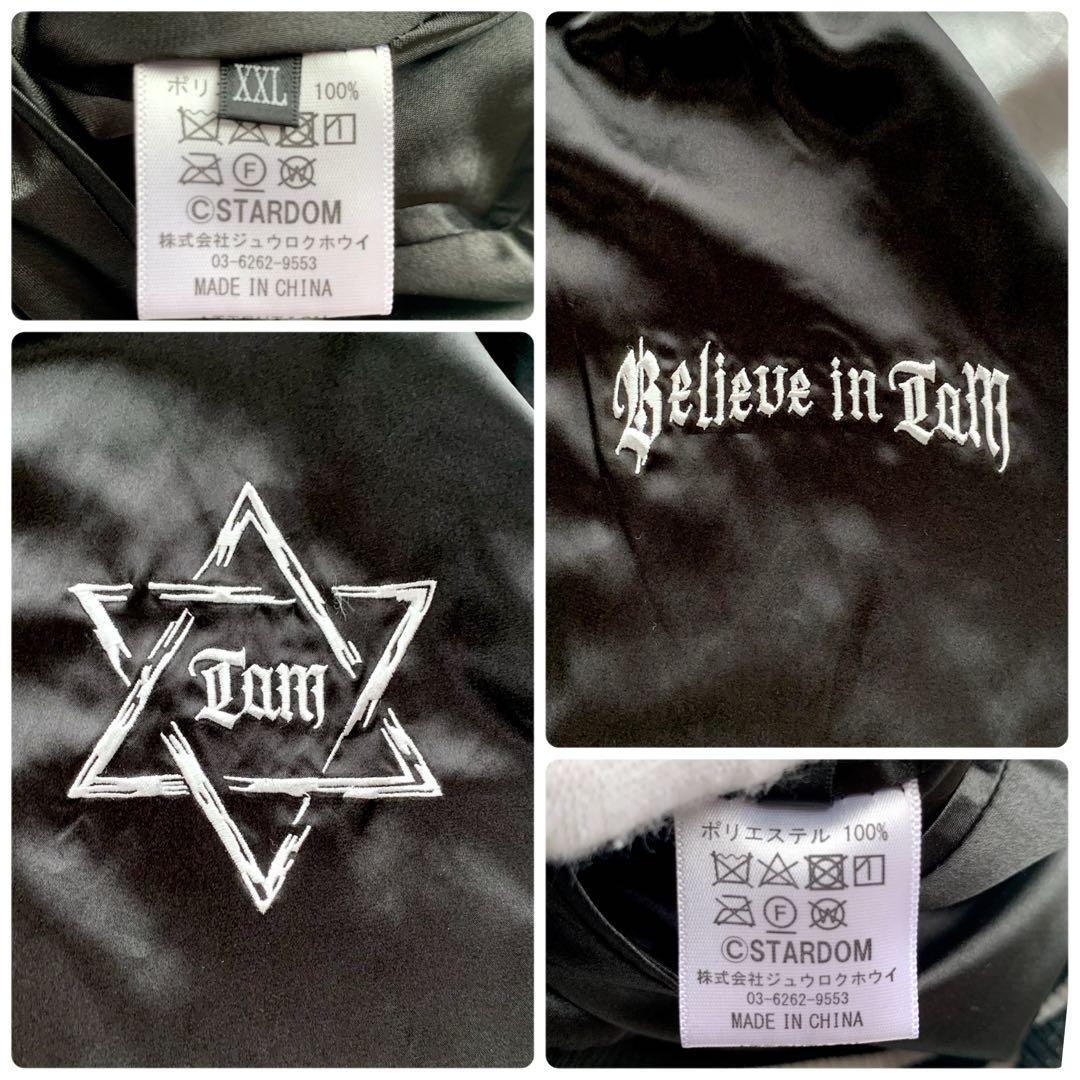 XXL
ポリ 100%
©STARDOM
株式会社ジュウロクホウイ
03-6262-9553
MADE IN CHINA
Believe in Tam
Tam
ポリエステル 100%
F
©STARDOM
株式会社ジュウロクホウイ
03-6262-9553
MADE IN CHINA